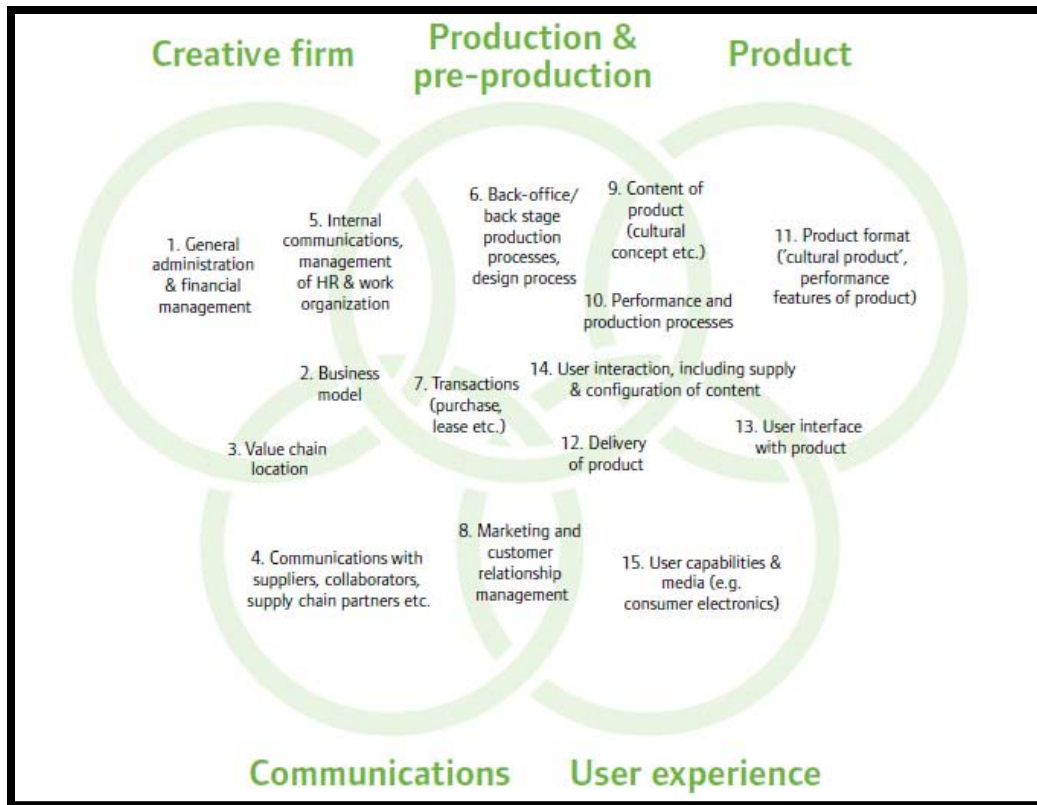 Creative firm
Production &
pre-production
Product
1. General
administration
& financial
management
5. Internal
communications,
management
of HR & work
organization
6. Back-office/
back stage
production
processes,
design process
9. Content of
product
(cultural
concept etc.)
11. Product format
('cultural product',
performance
features of product)
10. Performance and
production processes
2. Business
model
7. Transactions
(purchase,
lease etc.)
14. User interaction, including supply
& configuration of content
3. Value chain
location
12. Delivery
of product
13. User interface
with product
4. Communications with
suppliers, collaborators,
supply chain partners etc.
8. Marketing and
customer
relationship
management
15. User capabilities &
media (e.g.
consumer electronics)
Communications
User experience